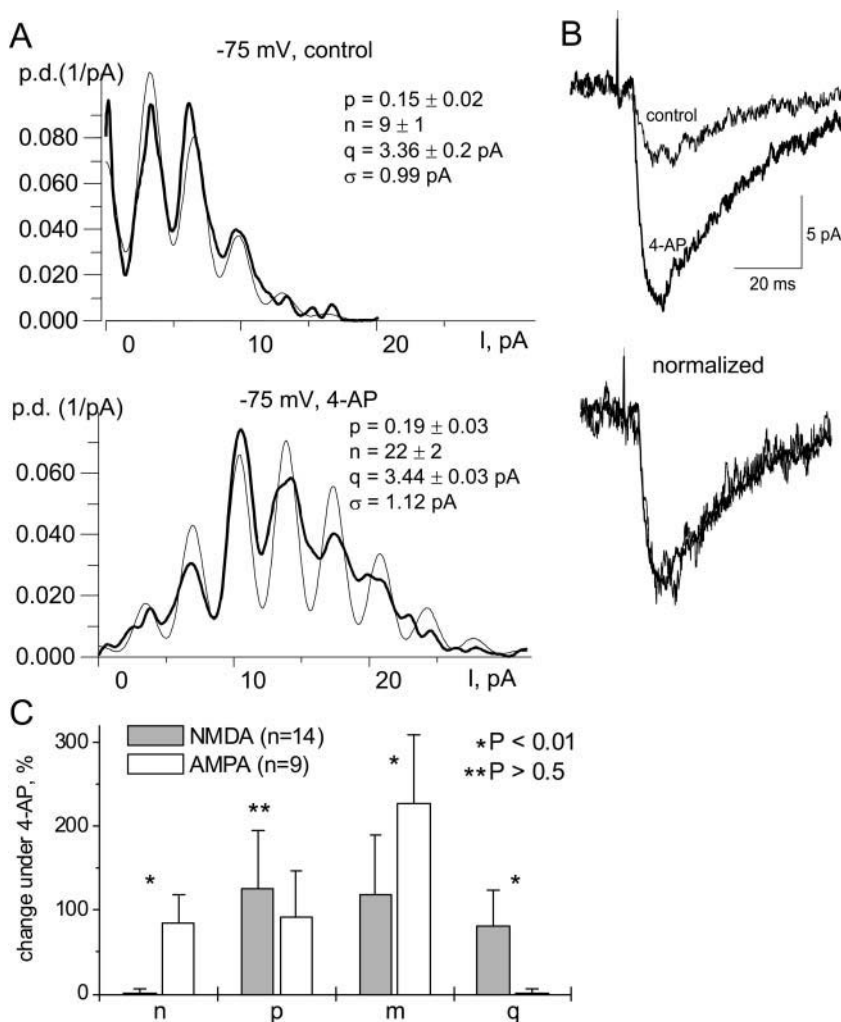 A
-75 mV, control
p.d.(1/pA)
p = 0.15 ± 0.02
n = 9 ± 1
q = 3.36 ± 0.2 pA
σ = 0.99 pA
0.080
0.060
0.040
0.020
0.000
0 10 20 I, pA
-75 mV, 4-AP
p.d. (1/pA)
p = 0.19 ± 0.03
n = 22 ± 2
q = 3.44 ± 0.03 pA
σ = 1.12 pA
0.060
0.040
0.020
0.000
0 10 20 I, pA
B
control
4-AP
5 pA
20 ms
normalized
C
change under 4-AP, %
300
200
100
0
NMDA (n=14)
AMPA (n=9)
*P < 0.01
**P > 0.5
* ** * *
n p m q